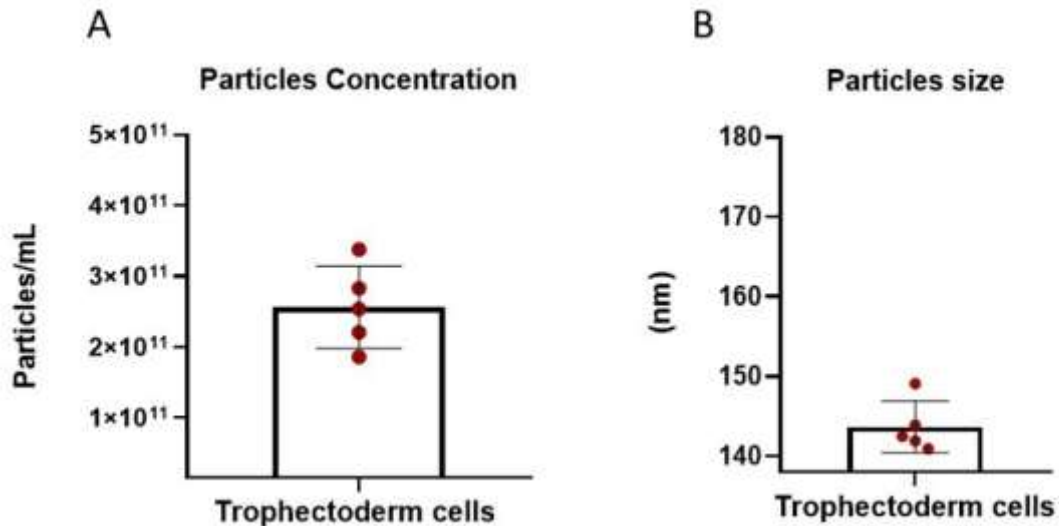 A
Particles Concentration
Particles/mL
5×10¹¹
4×10¹¹
3×10¹¹
2×10¹¹
1×10¹¹
Trophectoderm cells
B
Particles size
(nm)
180
170
160
150
140
Trophectoderm cells